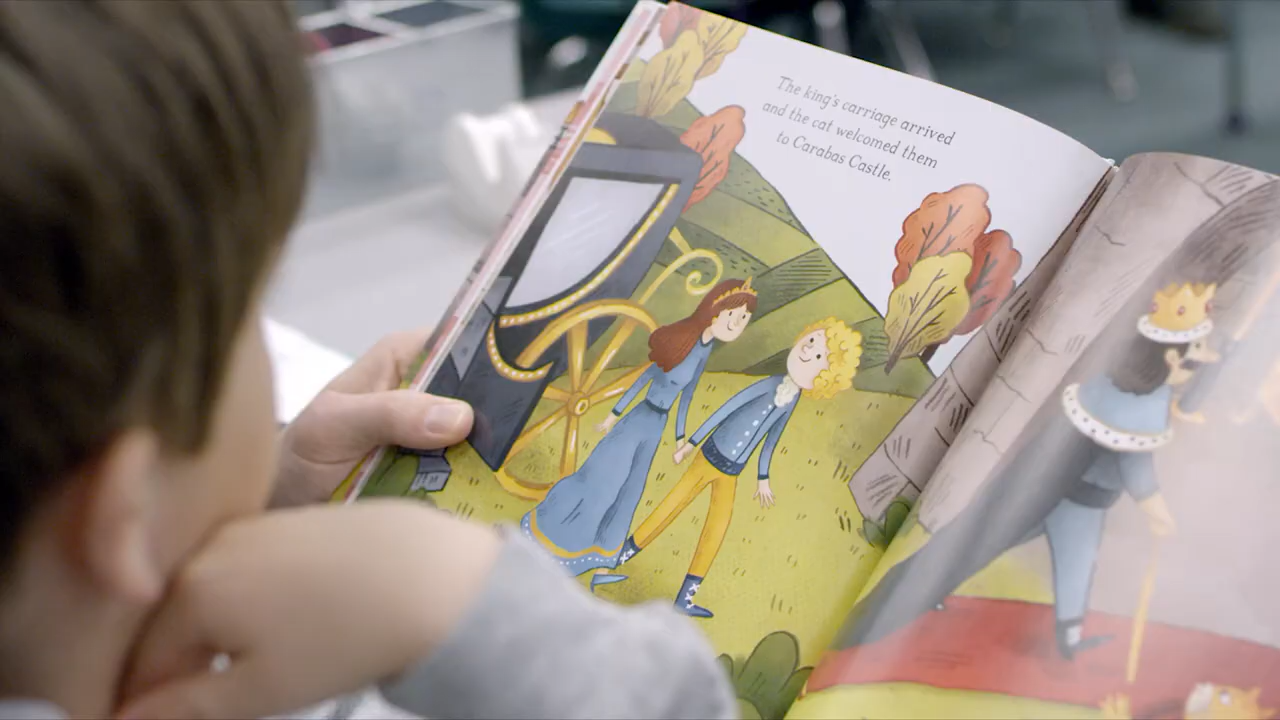 The king's carriage arrived
and the cat welcomed them
to Carabas Castle.